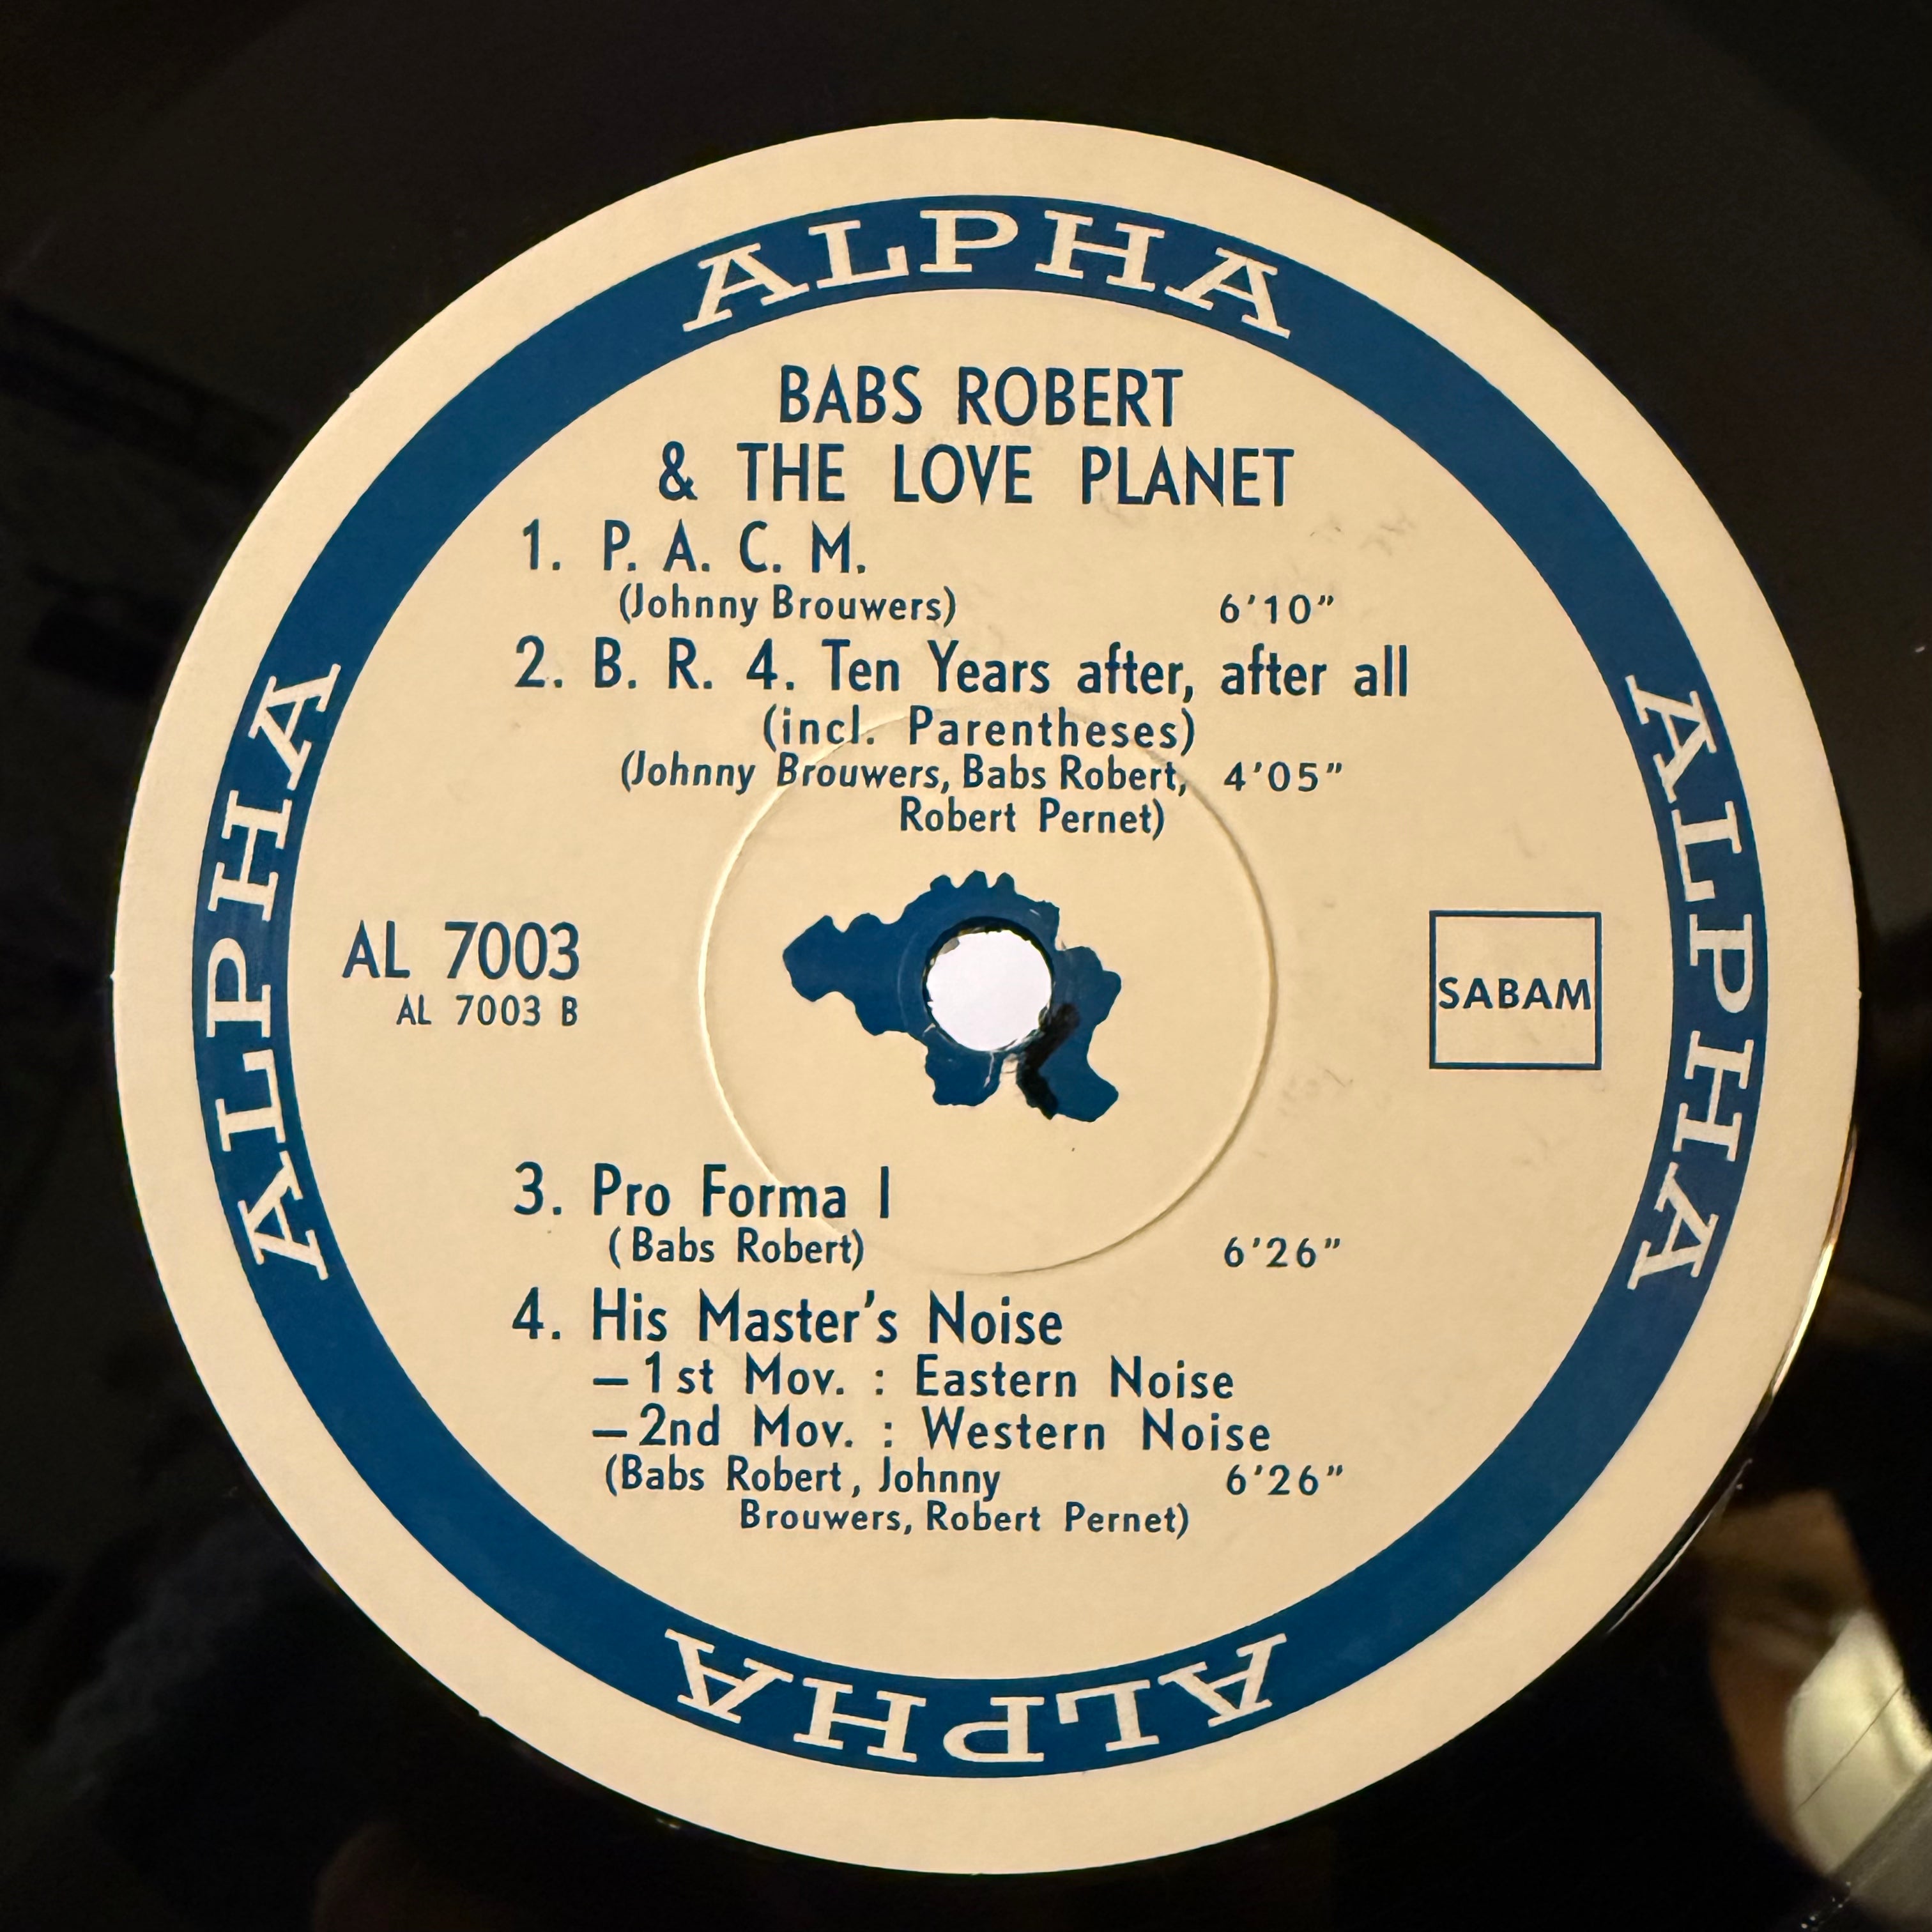 ALPHA
BABS ROBERT
& THE LOVE PLANET
1. P. A. C. M.
(Johnny Brouwers) 6'10"
2. B. R. 4. Ten Years after, after all
(incl. Parentheses)
(Johnny Brouwers, Babs Robert, 4'05"
Robert Pernet)
ALPHA
AL 7003
AL 7003 B
SABAM
ALPHA
3. Pro Forma I
( Babs Robert) 6'26"
4. His Master's Noise
– 1st Mov. : Eastern Noise
– 2nd Mov. : Western Noise
(Babs Robert, Johnny 6'26"
Brouwers, Robert Pernet)
ALPHA